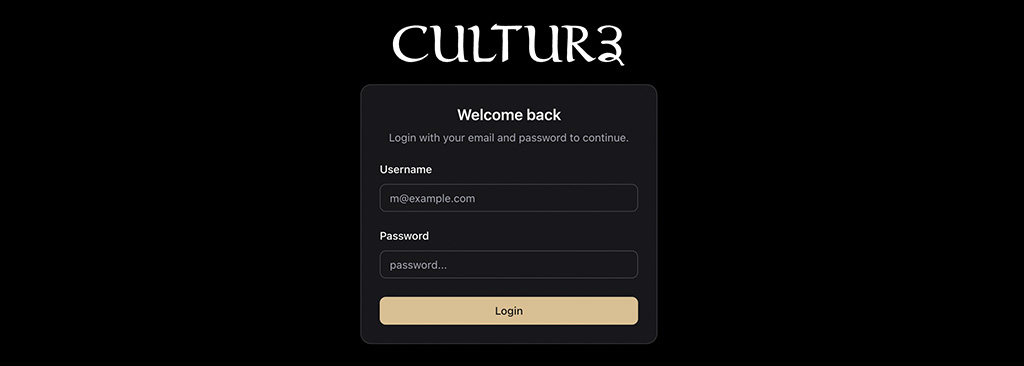 CULTUR3
Welcome back
Login with your email and password to continue.
Username
m@example.com
Password
password...
Login